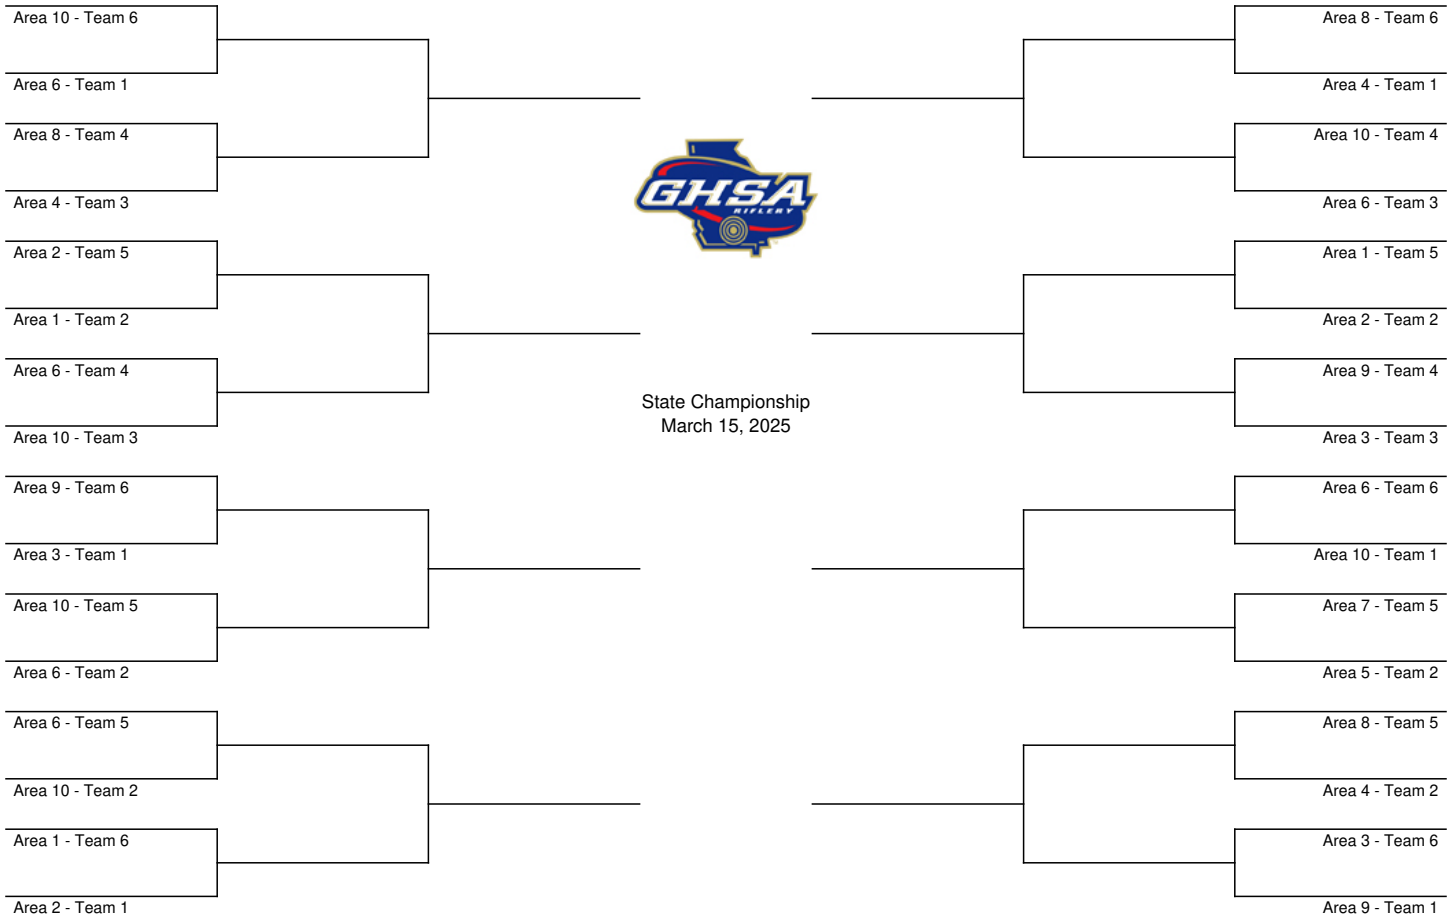 Area 10 - Team 6
Area 6 - Team 1
Area 8 - Team 4
Area 4 - Team 3
Area 2 - Team 5
Area 1 - Team 2
Area 6 - Team 4
Area 10 - Team 3
Area 9 - Team 6
Area 3 - Team 1
Area 10 - Team 5
Area 6 - Team 2
Area 6 - Team 5
Area 10 - Team 2
Area 1 - Team 6
Area 2 - Team 1
GHSA
RIFLERY
State Championship
March 15, 2025
Area 8 - Team 6
Area 4 - Team 1
Area 10 - Team 4
Area 6 - Team 3
Area 1 - Team 5
Area 2 - Team 2
Area 9 - Team 4
Area 3 - Team 3
Area 6 - Team 6
Area 10 - Team 1
Area 7 - Team 5
Area 5 - Team 2
Area 8 - Team 5
Area 4 - Team 2
Area 3 - Team 6
Area 9 - Team 1